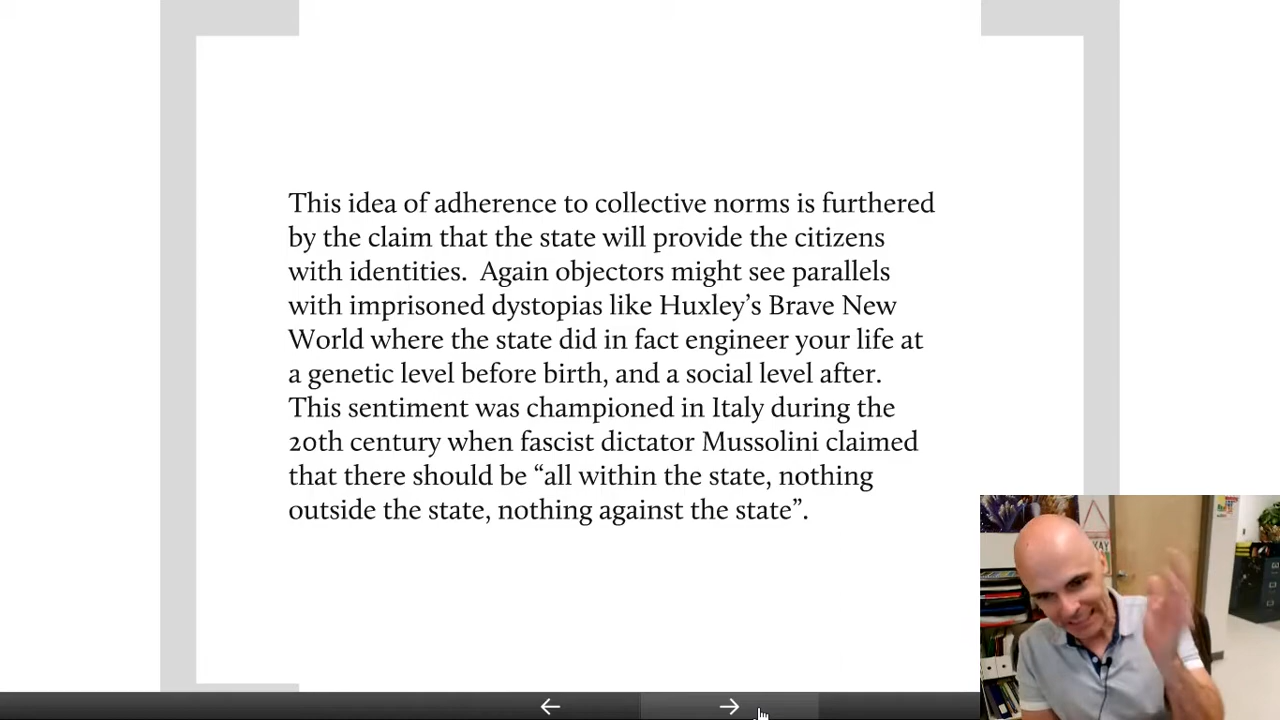 This idea of adherence to collective norms is furthered
by the claim that the state will provide the citizens
with identities.  Again objectors might see parallels
with imprisoned dystopias like Huxley’s Brave New
World where the state did in fact engineer your life at
a genetic level before birth, and a social level after.
This sentiment was championed in Italy during the
20th century when fascist dictator Mussolini claimed
that there should be “all within the state, nothing
outside the state, nothing against the state”.